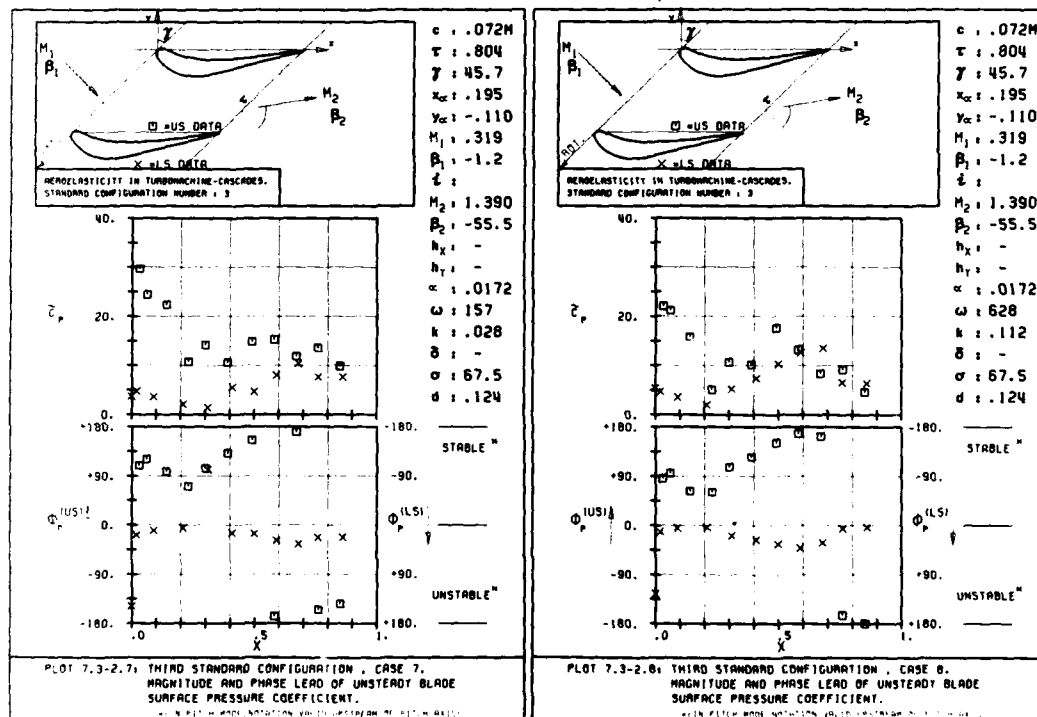 Y
γ
x
M₁
β₁
M₂
β₂
□ =US DATA
× =LS DATA
AEROELASTICITY IN TURBOMACHINE-CASCADES.
STANDARD CONFIGURATION NUMBER : 3
c : .072M
τ : .804
γ : 45.7
xα : .195
yα : -.110
M₁ : .319
β₁ : -1.2
i :
M₂ : 1.390
β₂ : -55.5
hX : -
hY : -
α : .0172
ω : 157
k : .028
δ : -
σ : 67.5
d : .124
40.
c̃p
20.
0.
+180.
+90.
Φp(US)
0.
-90.
-180.
-180.
-90.
Φp(LS)
+90.
+180.
STABLE*
UNSTABLE*
.0 .5 1.
X
PLOT 7.3-2.7: THIRD STANDARD CONFIGURATION , CASE 7.
MAGNITUDE AND PHASE LEAD OF UNSTEADY BLADE
SURFACE PRESSURE COEFFICIENT.
γ
M₁
β₁
M₂
β₂
□ =US DATA
× =LS DATA
AEROELASTICITY IN TURBOMACHINE-CASCADES.
STANDARD CONFIGURATION NUMBER : 3
c : .072M
τ : .804
γ : 45.7
xα : .195
yα : -.110
M₁ : .319
β₁ : -1.2
i :
M₂ : 1.390
β₂ : -55.5
hX : -
hY : -
α : .0172
ω : 628
k : .112
δ : -
σ : 67.5
d : .124
40.
c̃p
20.
0.
+180.
+90.
Φp(US)
0.
-90.
-180.
-180.
-90.
Φp(LS)
+90.
+180.
STABLE*
UNSTABLE*
.0 .5 1.
X
PLOT 7.3-2.8: THIRD STANDARD CONFIGURATION , CASE 8.
MAGNITUDE AND PHASE LEAD OF UNSTEADY BLADE
SURFACE PRESSURE COEFFICIENT.